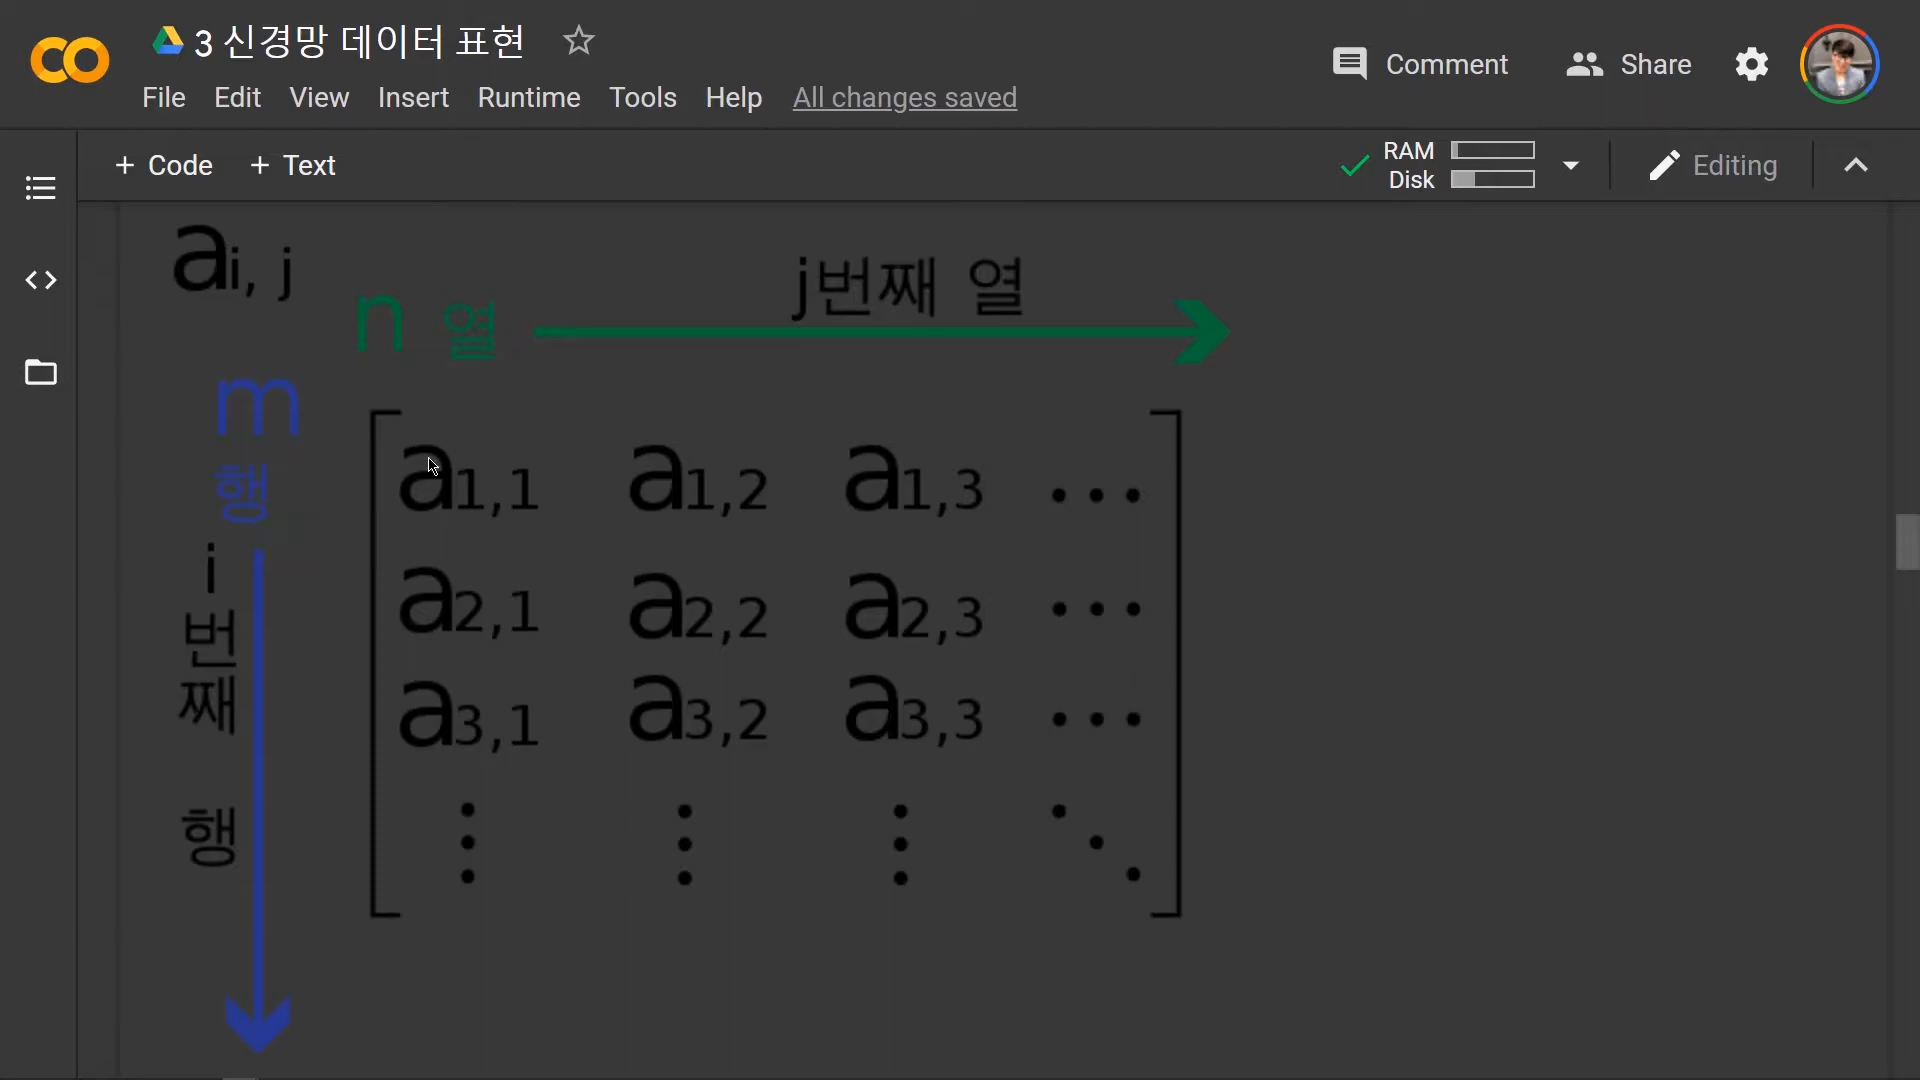 3 신경망 데이터 표현
File Edit View Insert Runtime Tools Help All changes saved
Comment Share
+ Code + Text
RAM
Disk
Editing
ai, j
j번째 열
n 열
m
행
i
번
째
행
a1,1 a1,2 a1,3 ...
a2,1 a2,2 a2,3 ...
a3,1 a3,2 a3,3 ...